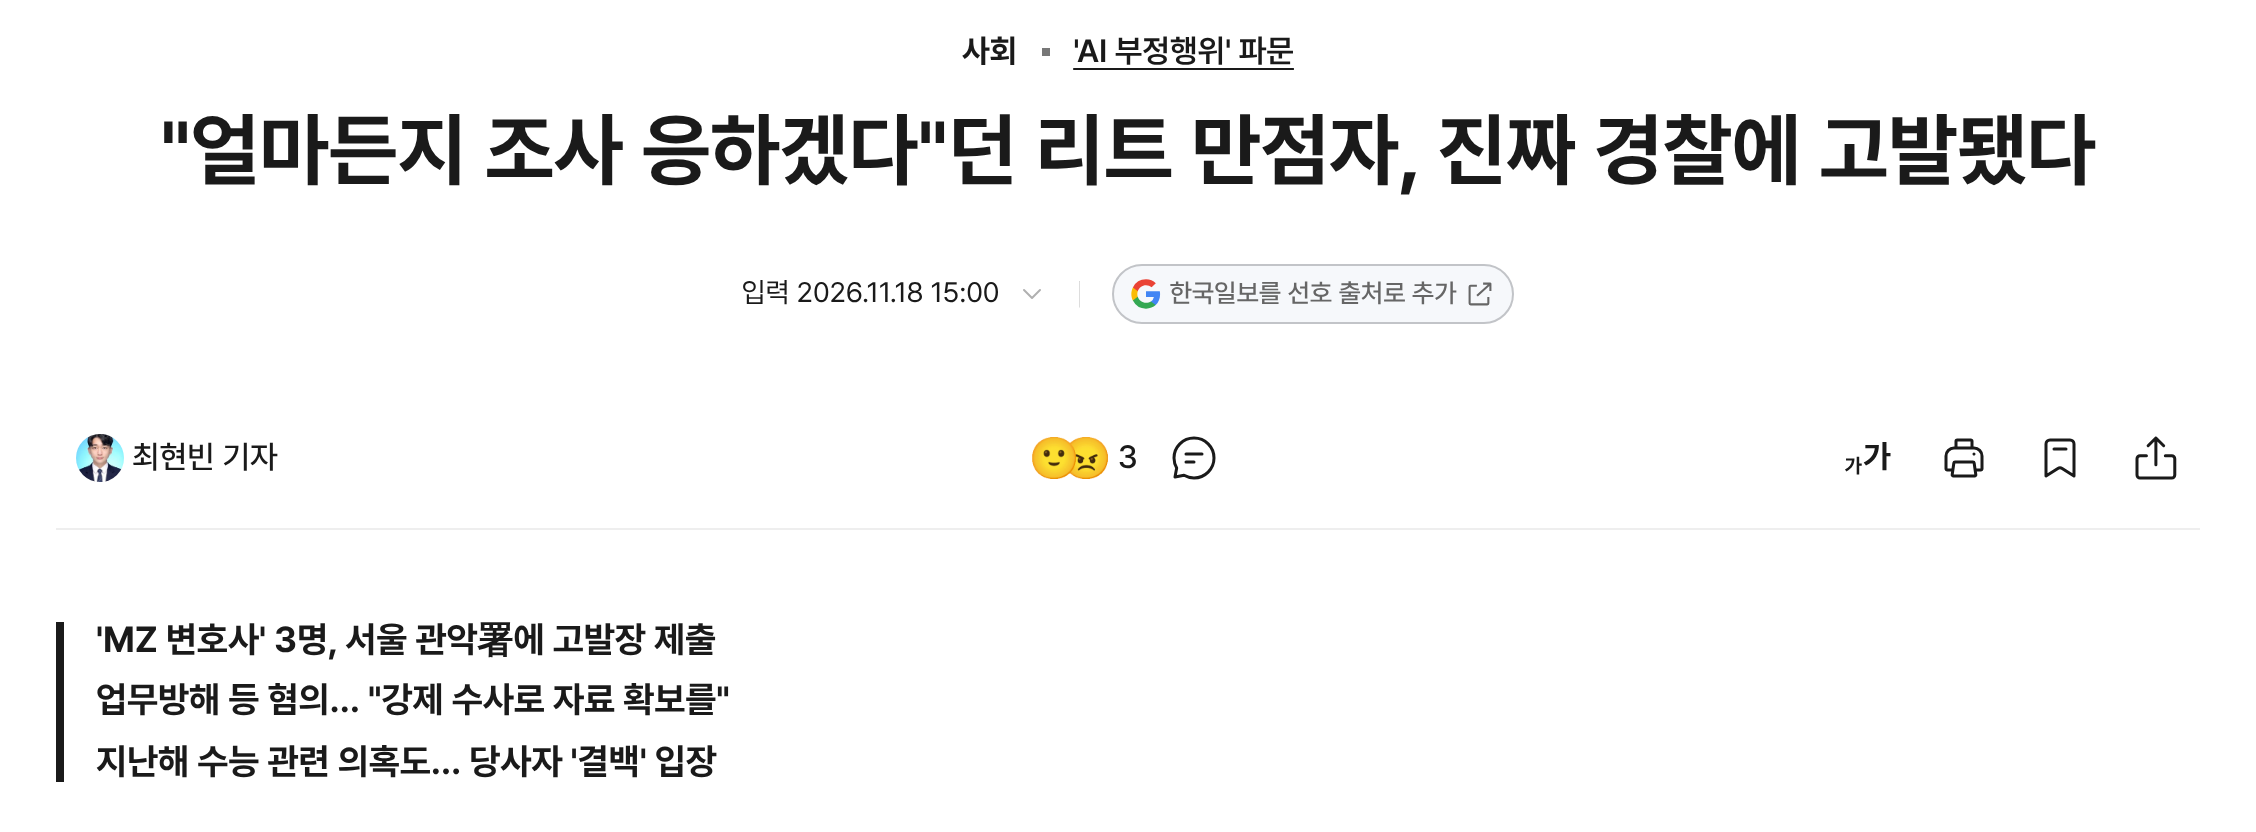 사회 ▪ 'AI 부정행위' 파문
"얼마든지 조사 응하겠다"던 리트 만점자, 진짜 경찰에 고발됐다
입력 2026.11.18 15:00 한국일보를 선호 출처로 추가
최현빈 기자 3 가가
'MZ 변호사' 3명, 서울 관악署에 고발장 제출
업무방해 등 혐의... "강제 수사로 자료 확보를"
지난해 수능 관련 의혹도... 당사자 '결백' 입장